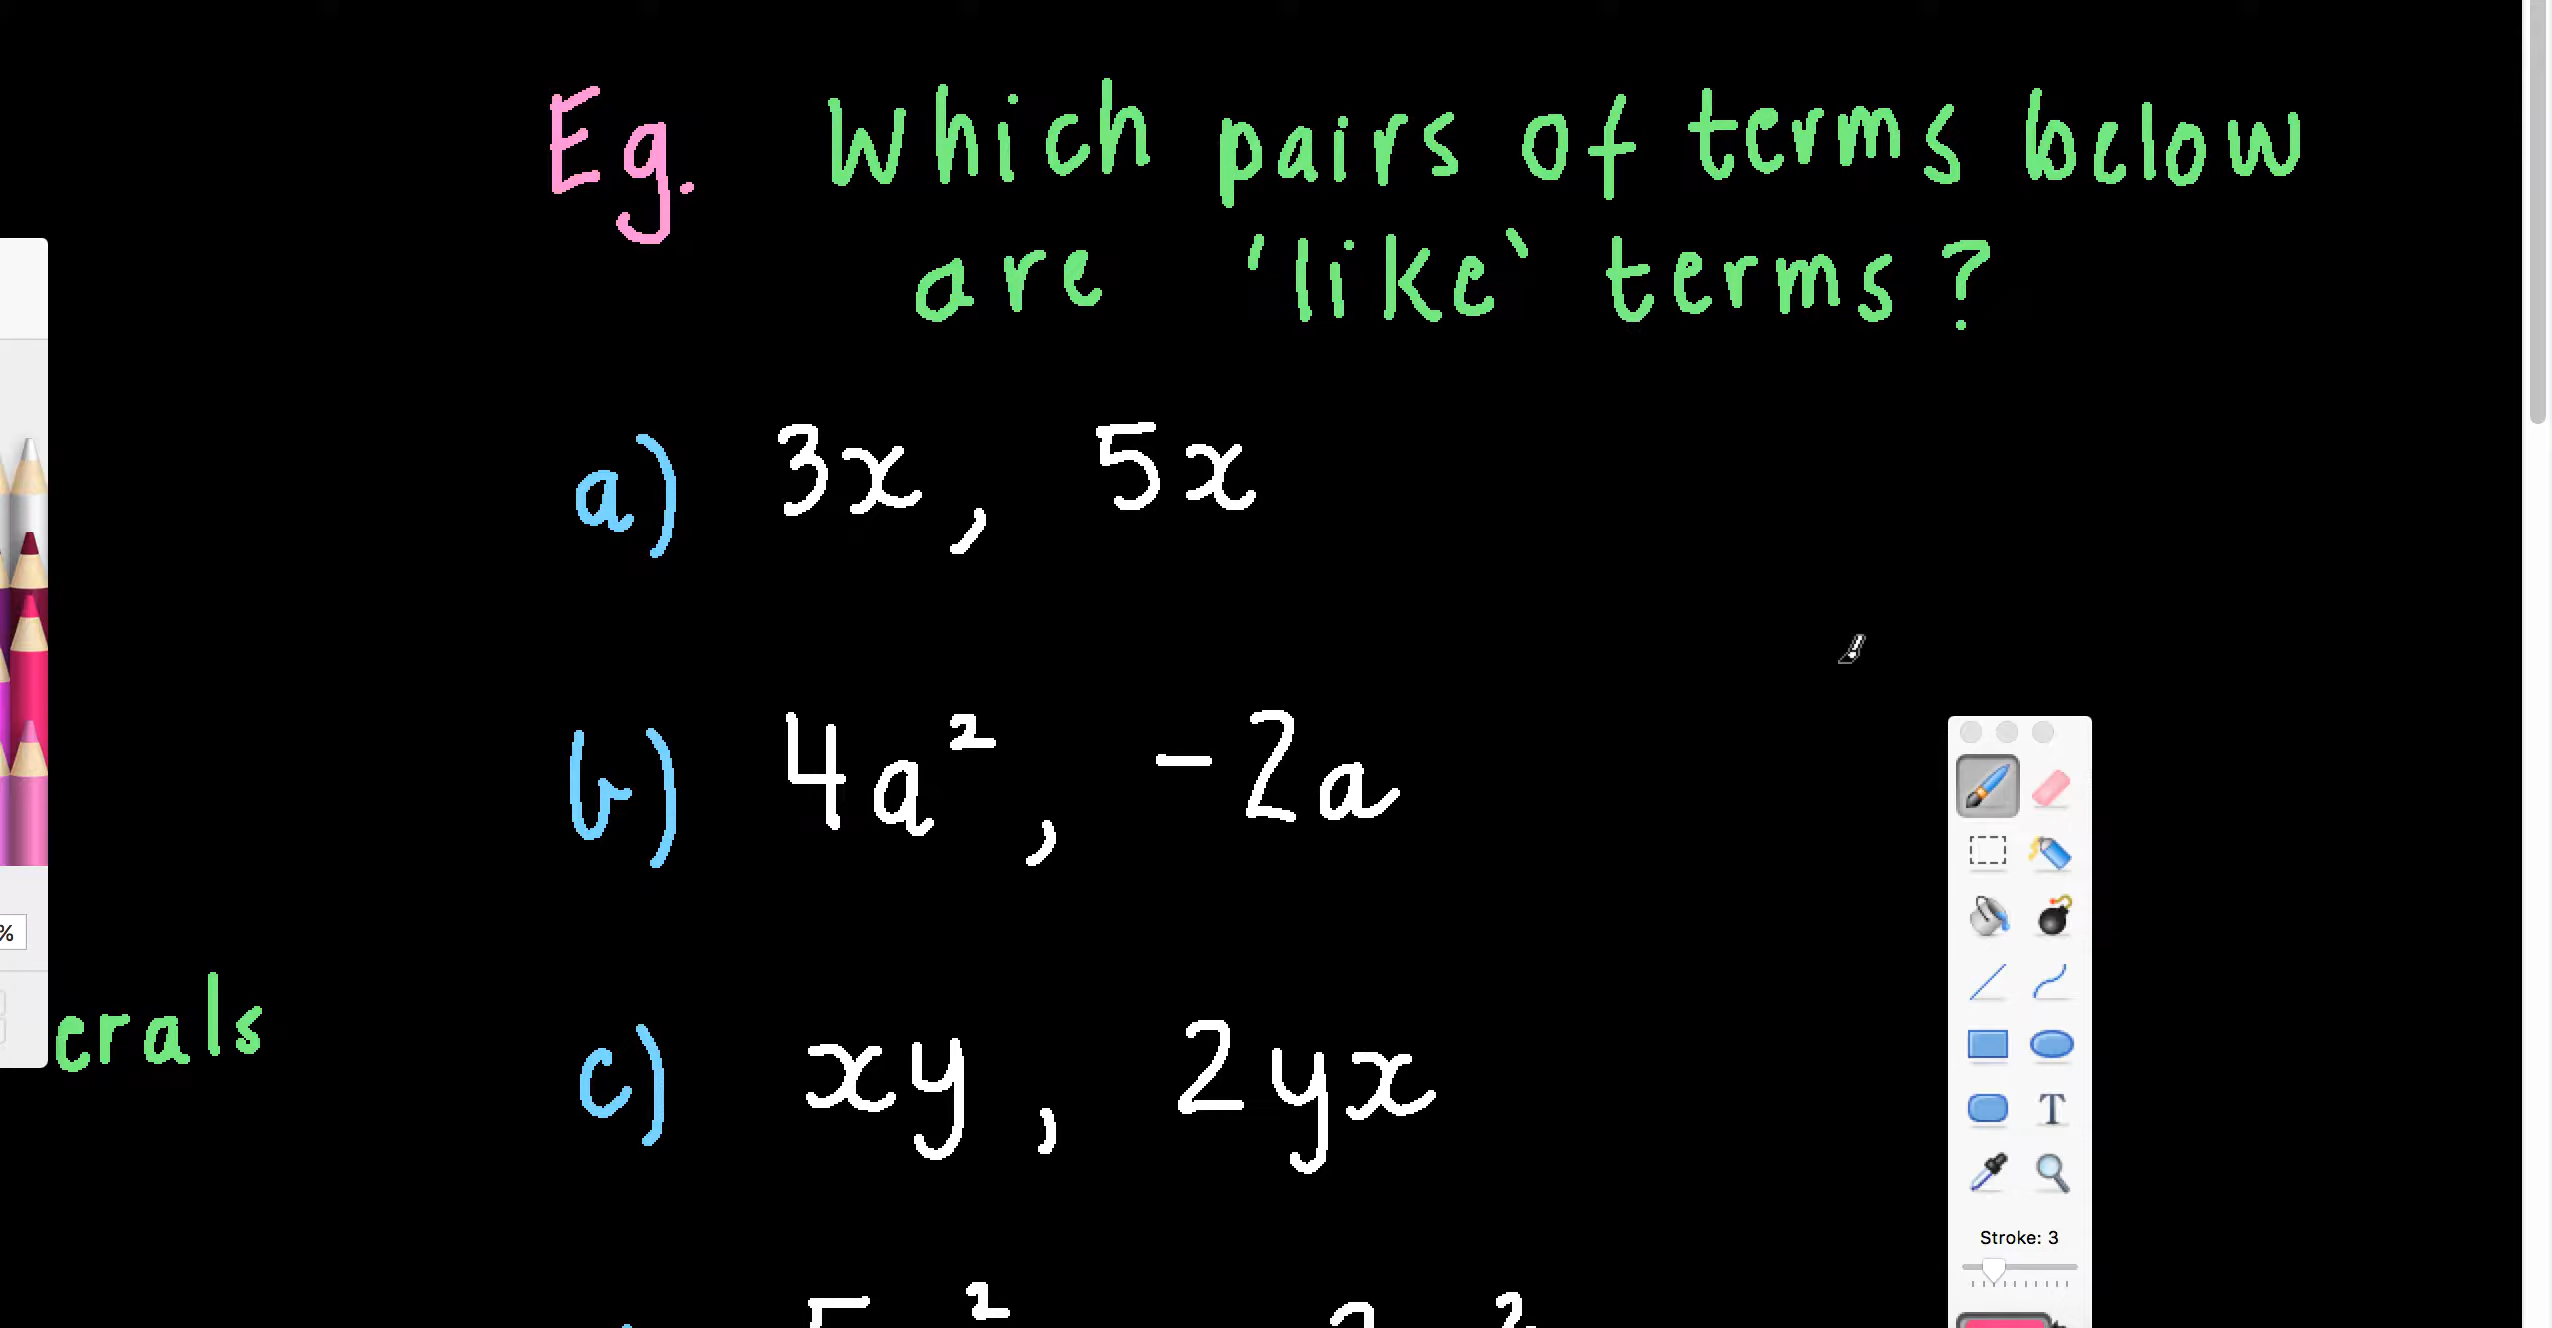 Eg. Which pairs of terms below
are 'like' terms?
a) 3x, 5x
b) 4a², -2a
%
erals
c) xy, 2yx
Stroke: 3